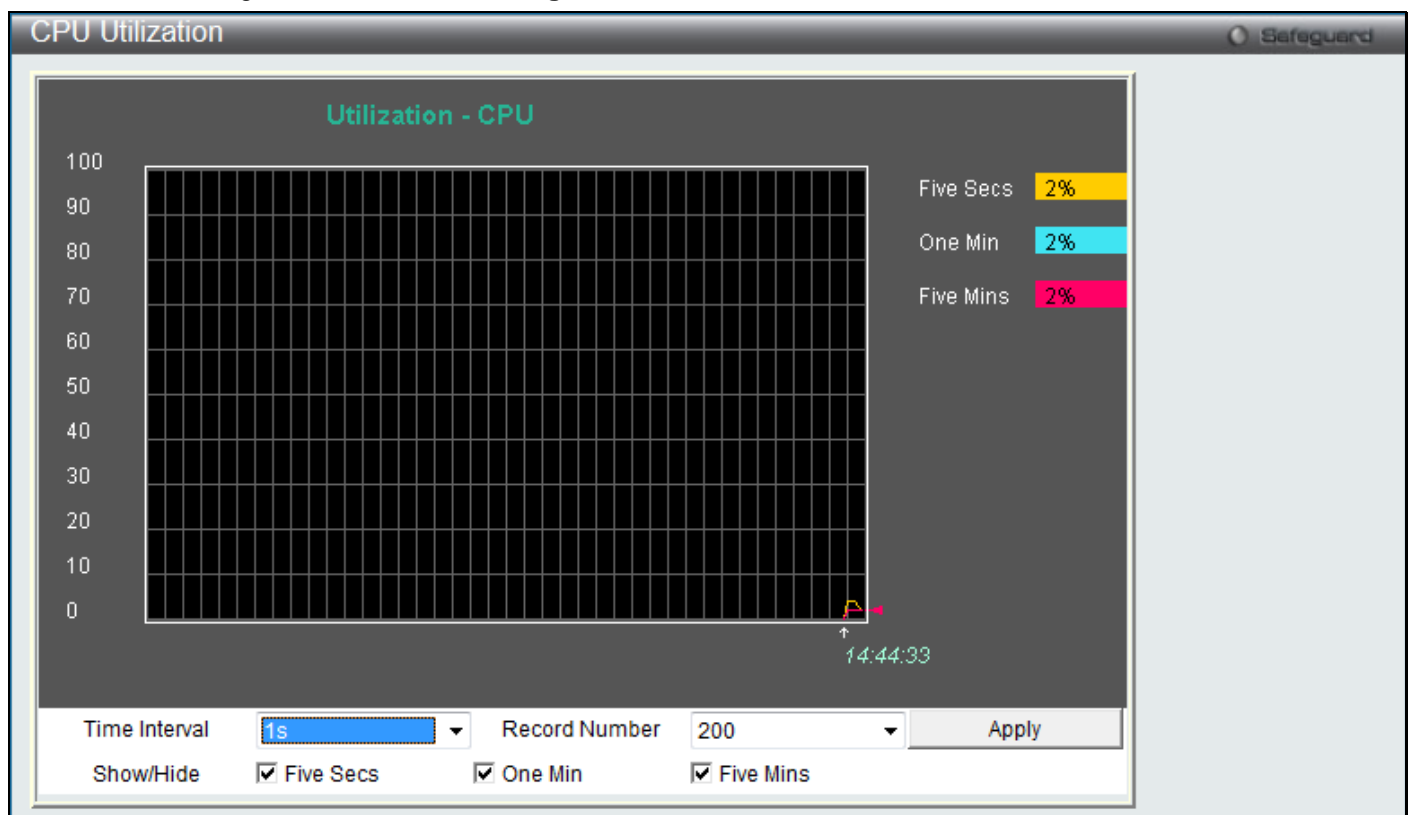 CPU Utilization
Safeguard
Utilization - CPU
100
90
80
70
60
50
40
30
20
10
0
Five Secs 2%
One Min 2%
Five Mins 2%
14:44:33
Time Interval 1s Record Number 200 Apply
Show/Hide Five Secs One Min Five Mins